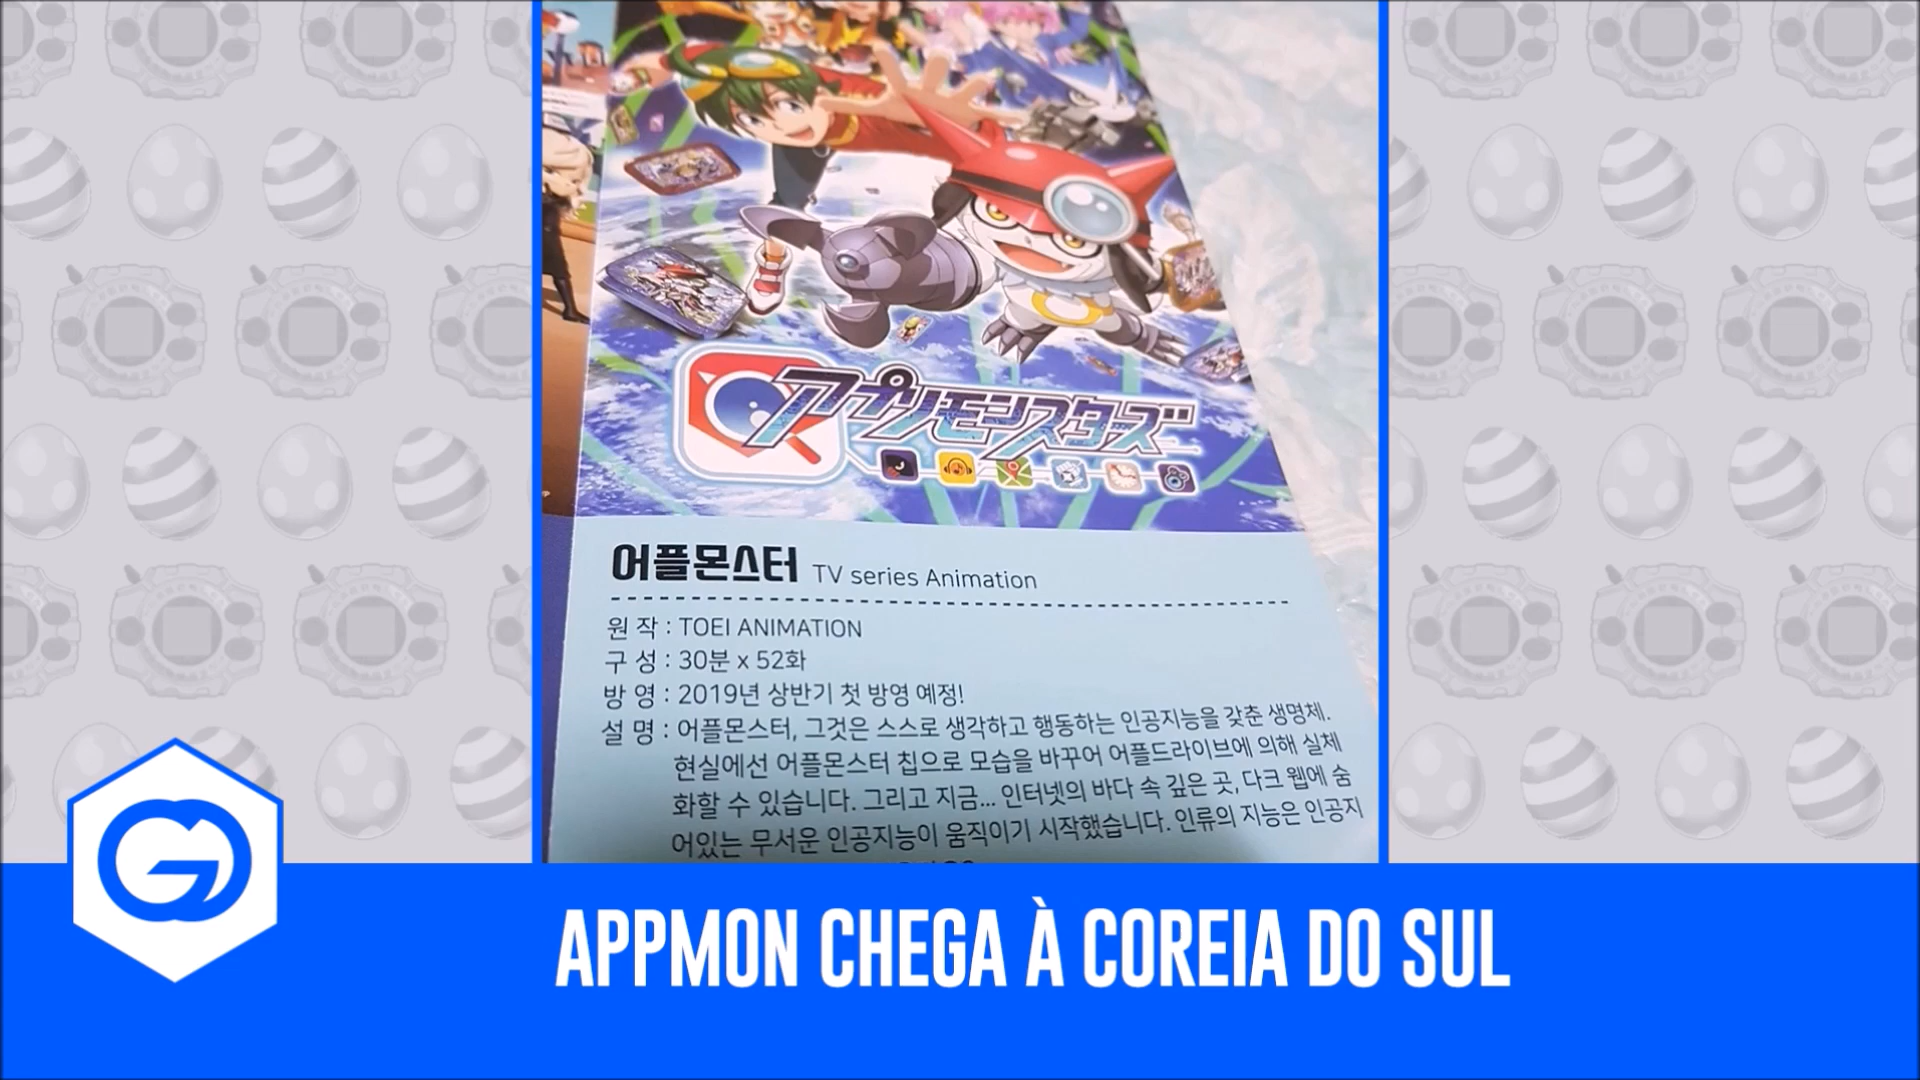 アプリモンスターズ
어플몬스터 TV series Animation
원 작 : TOEI ANIMATION
구 성 : 30분 x 52화
방 영 : 2019년 상반기 첫 방영 예정!
설 명 : 어플몬스터, 그것은 스스로 생각하고 행동하는 인공지능을 갖춘 생명체.
현실에선 어플몬스터 칩으로 모습을 바꾸어 어플드라이브에 의해 실체
화할 수 있습니다. 그리고 지금... 인터넷의 바다 속 깊은 곳, 다크 웹에 숨
어있는 무서운 인공지능이 움직이기 시작했습니다. 인류의 지능은 인공지
APPMON CHEGA À COREIA DO SUL